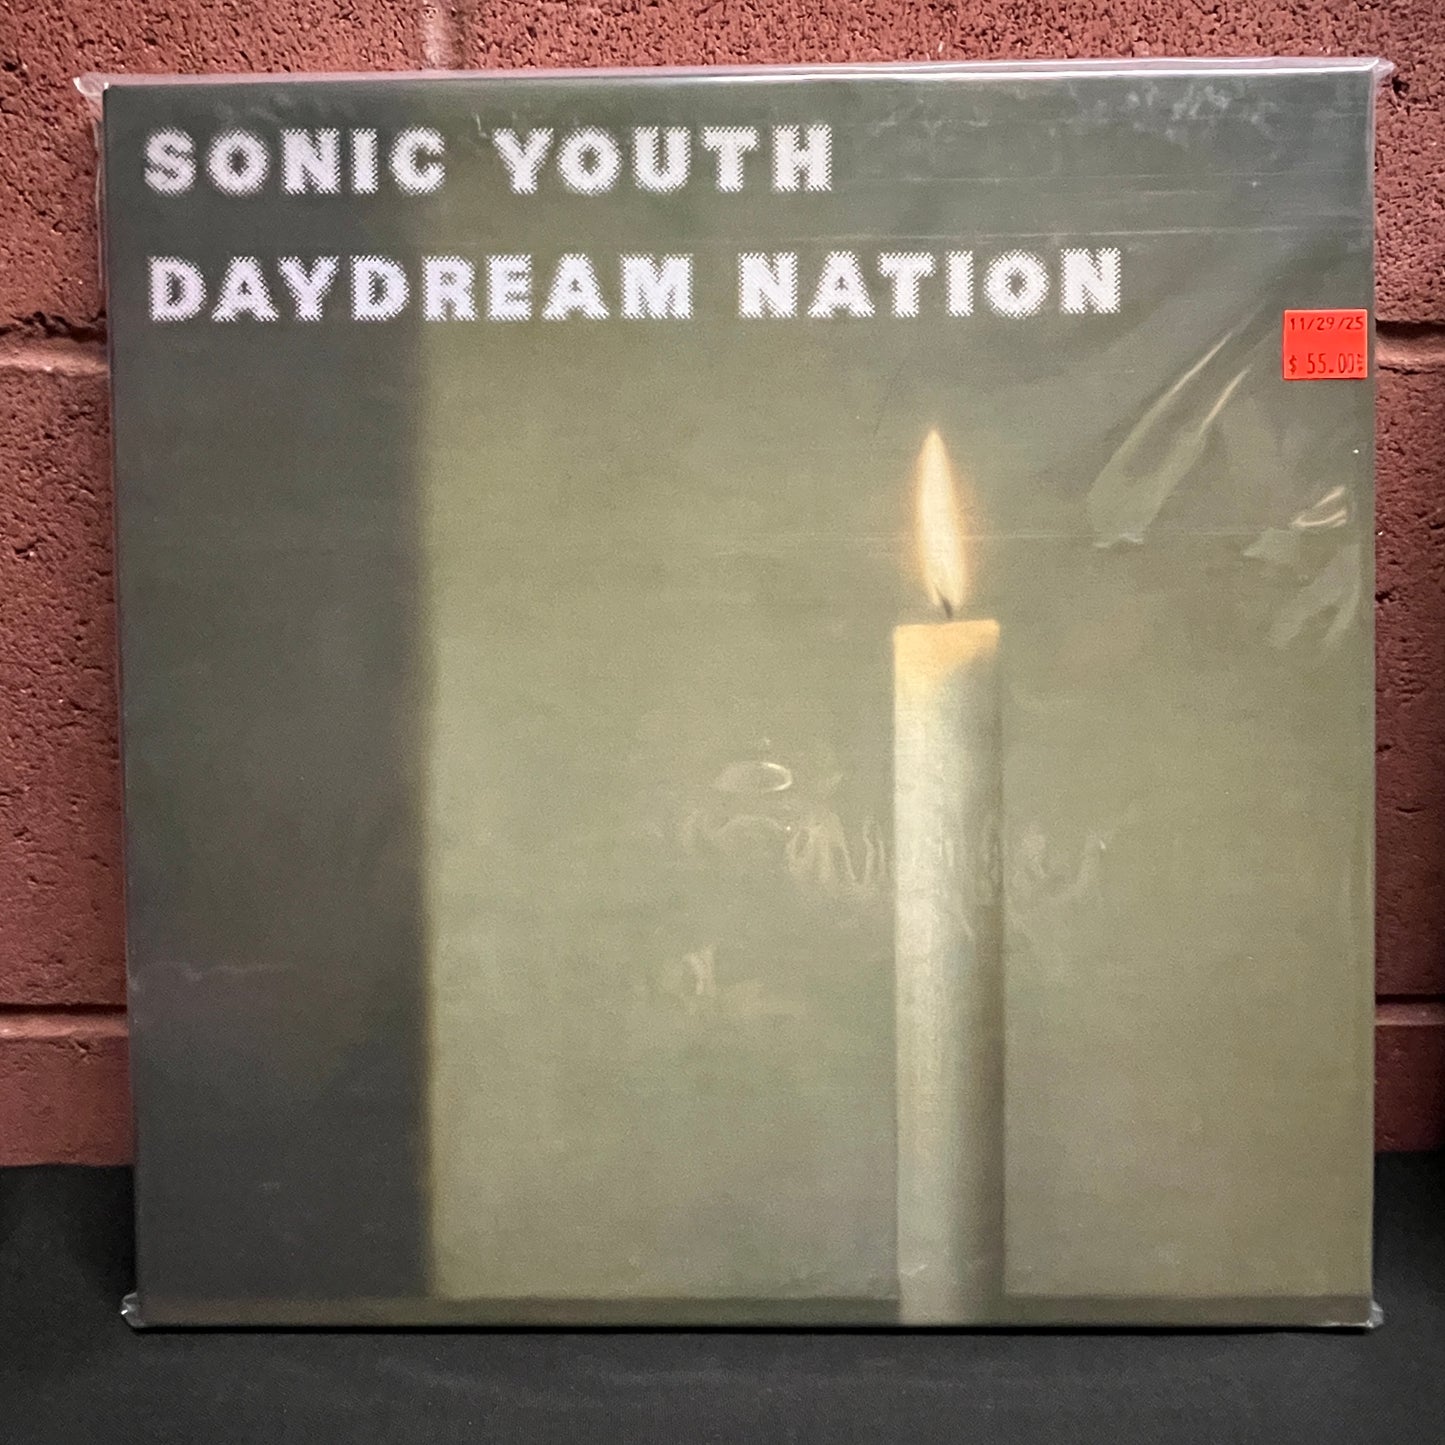 SONIC YOUTH
DAYDREAM NATION
11/29/25
$ 55.00